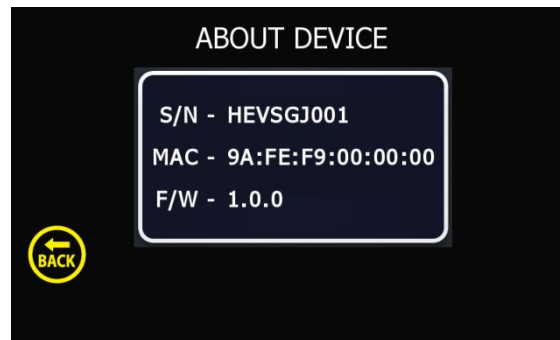 ABOUT DEVICE
S/N - HEVSGJ001
MAC - 9A:FE:F9:00:00:00
F/W - 1.0.0
BACK